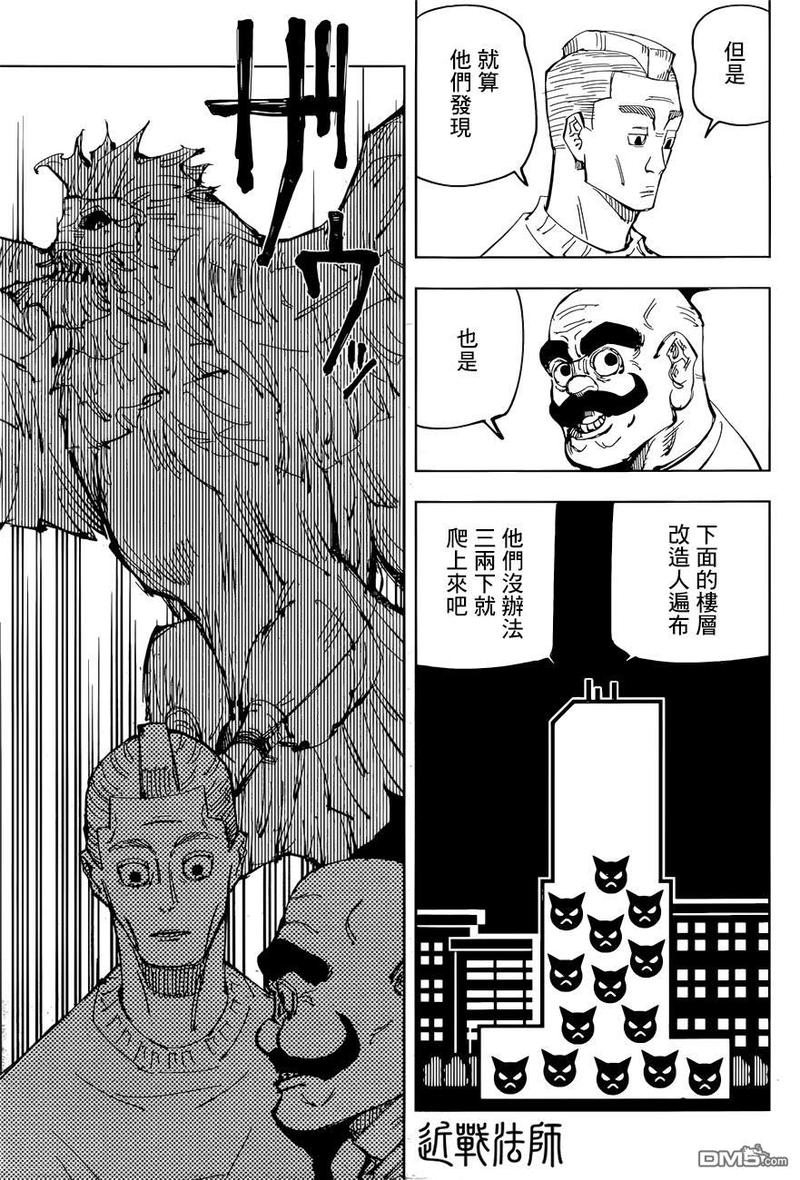 但是
就算
他們發現
也是
下面的樓層
改造人遍布
他們沒辦法
三兩下就
爬上來吧
近戰法師
ザ
ザワッ
DM5.com